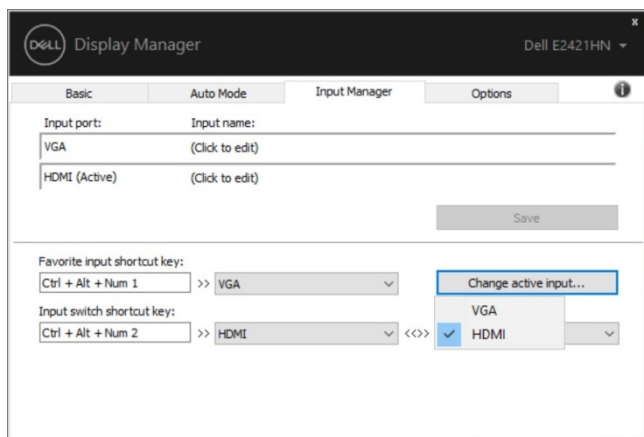 x
DELL Display Manager Dell E2421HN
Basic Auto Mode Input Manager Options i
Input port: Input name:
VGA (Click to edit)
HDMI (Active) (Click to edit)
Save
Favorite input shortcut key:
Ctrl + Alt + Num 1 >> VGA Change active input...
Input switch shortcut key:
Ctrl + Alt + Num 2 >> HDMI <<>>
VGA
HDMI